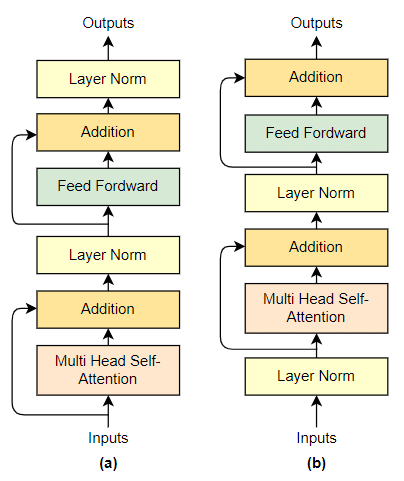 Outputs
Layer Norm
Addition
Feed Fordward
Layer Norm
Addition
Multi Head Self-
Attention
Inputs
(a)
Outputs
Addition
Feed Fordward
Layer Norm
Addition
Multi Head Self-
Attention
Layer Norm
Inputs
(b)